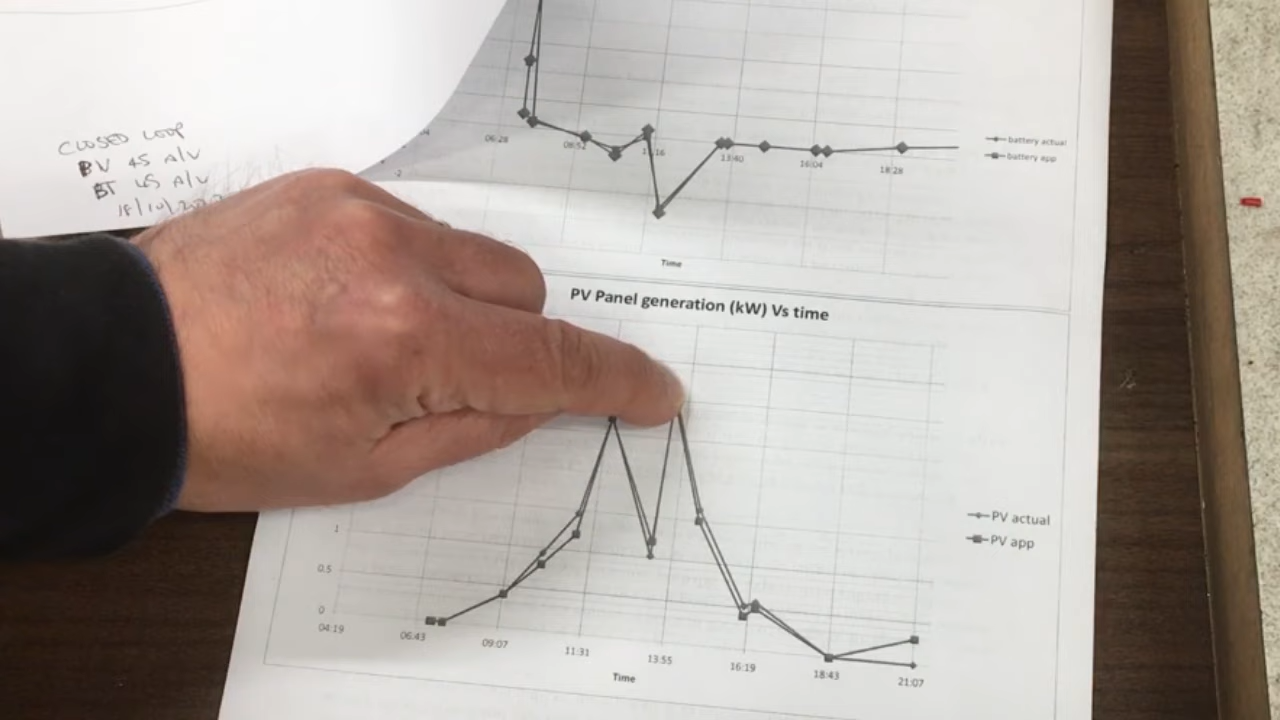 CLOSED LOOP
BV 45 A/V
BT 45 A/V
-2
06:28
08:52
13:40
16:04
18:28
battery actual
battery app
Time
PV Panel generation (kW) Vs time
1
0.5
0
04:19
06:43
09:07
11:31
13:55
16:19
18:43
21:07
PV actual
PV app
Time